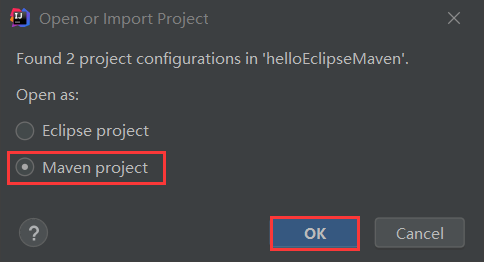 Open or Import Project
Found 2 project configurations in 'helloEclipseMaven'.
Open as:
Eclipse project
Maven project
?
OK
Cancel